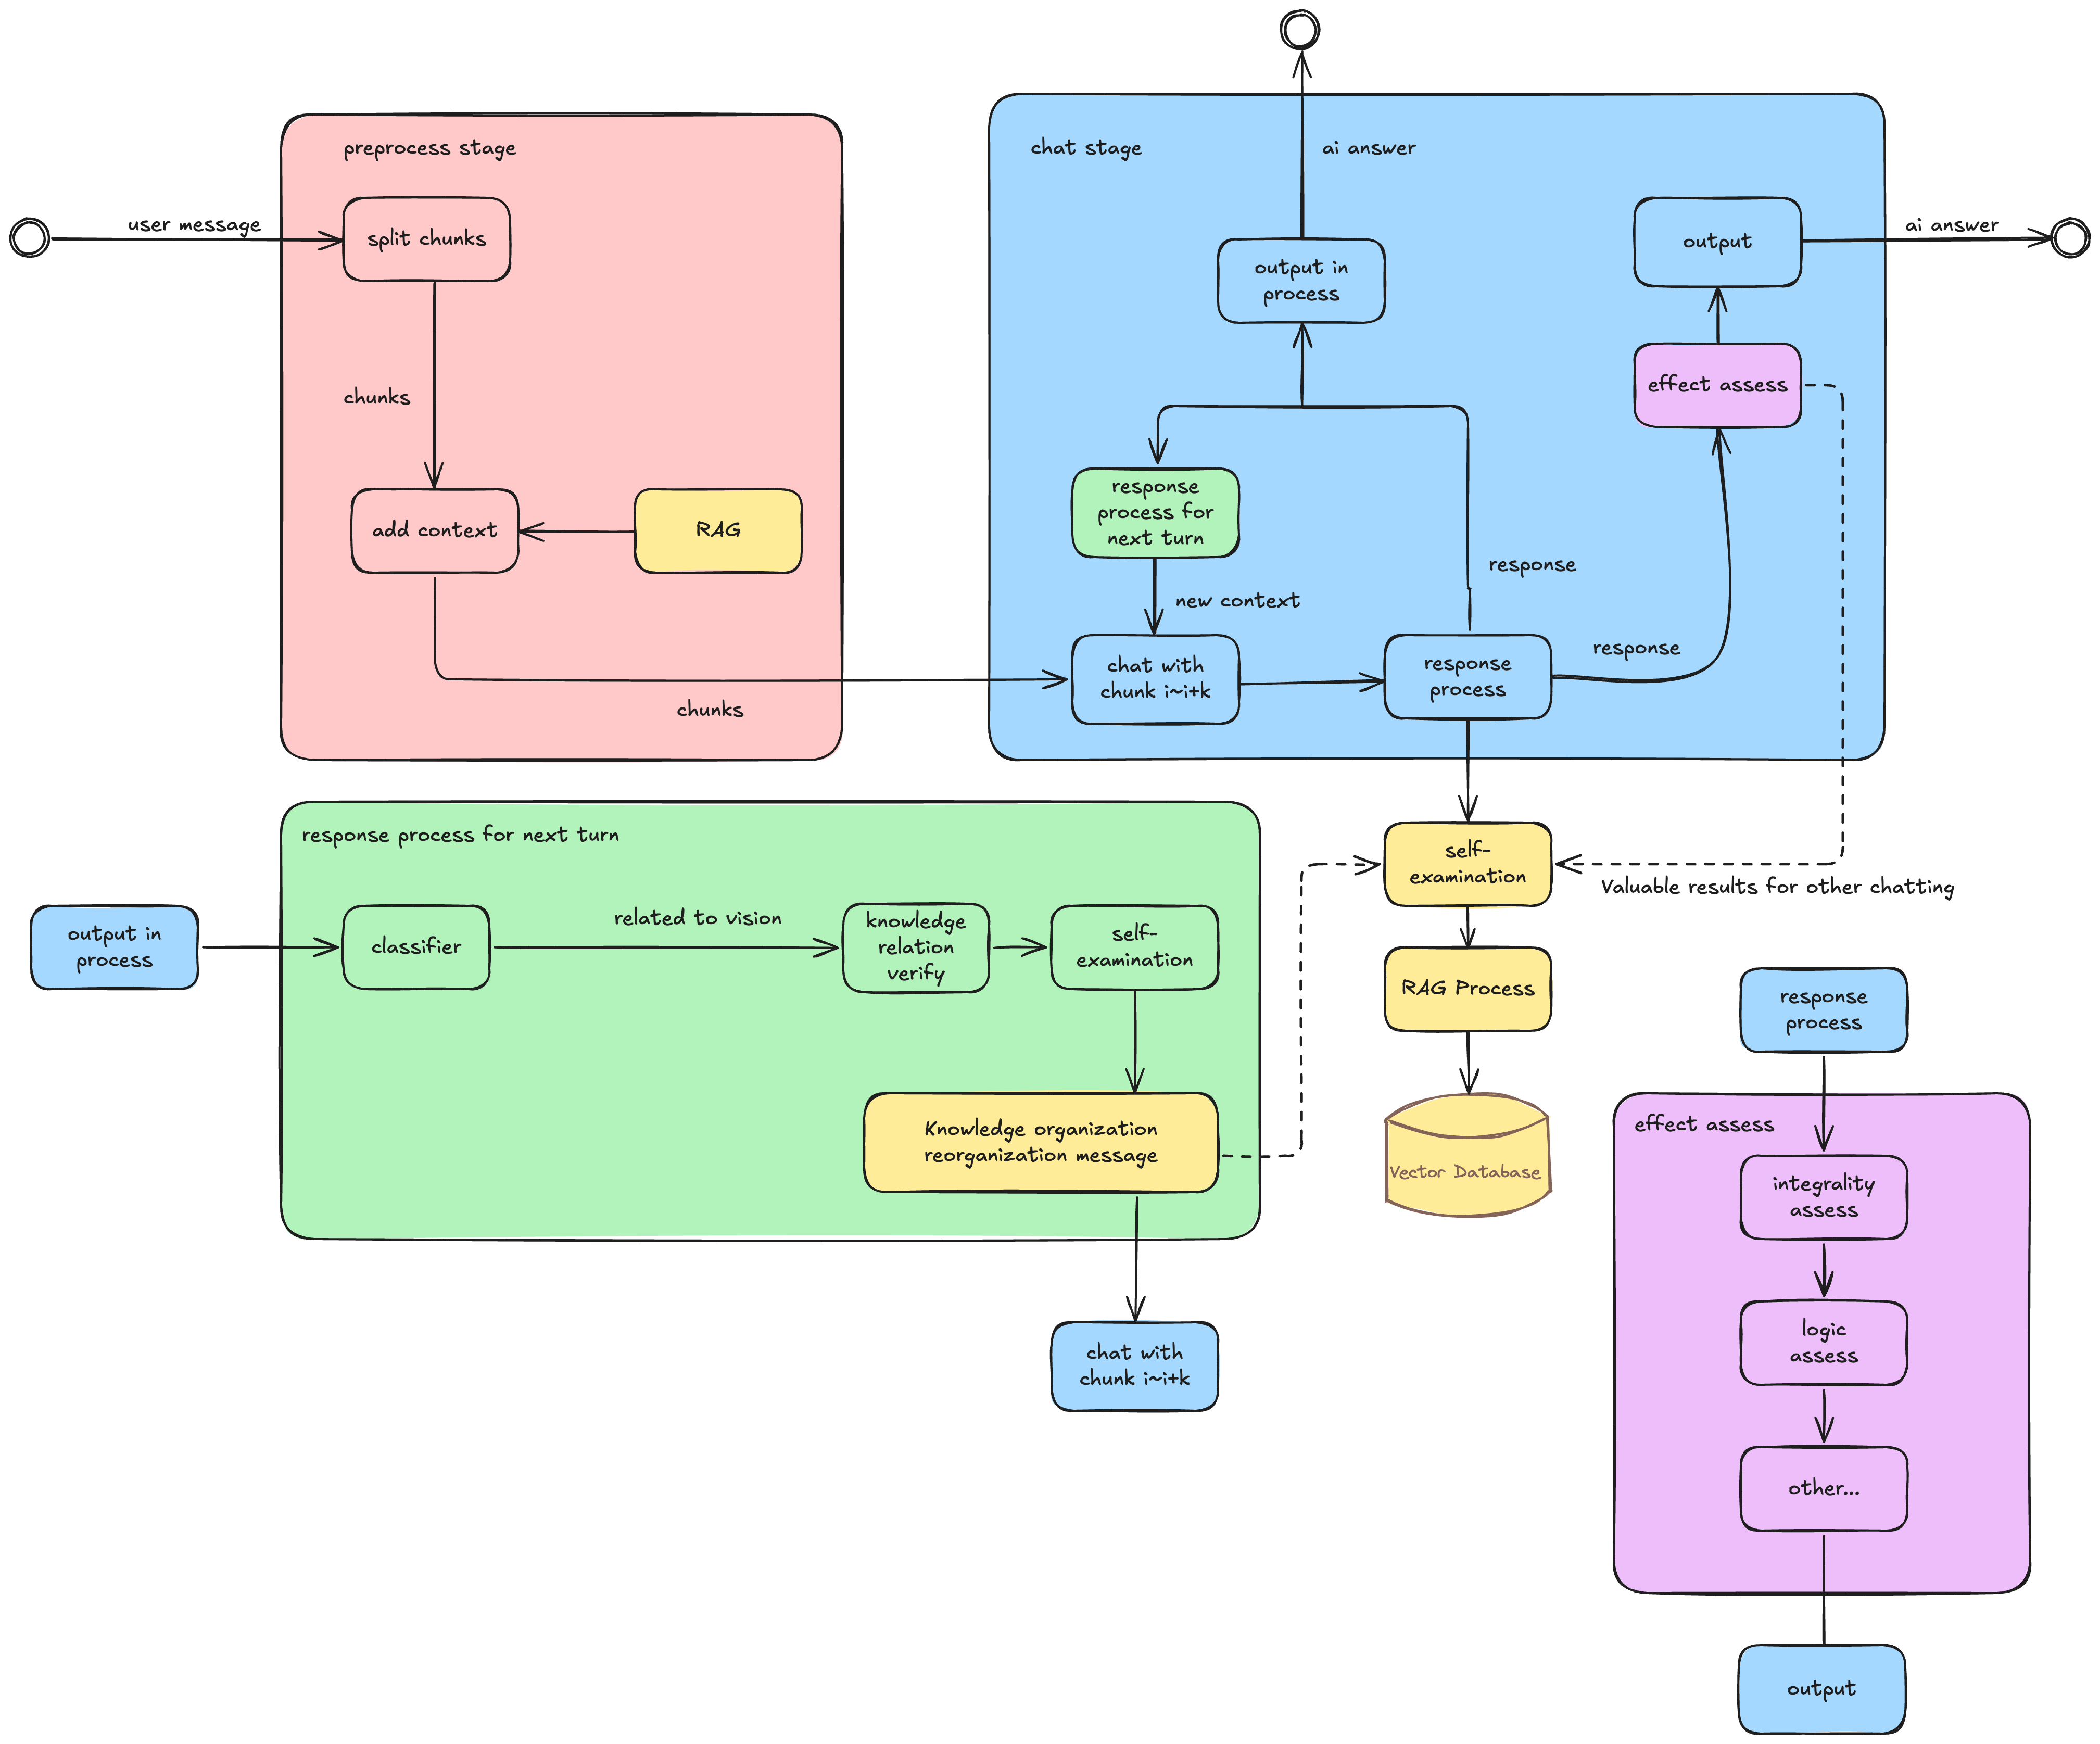 preprocess stage
user message
split chunks
chunks
add context
RAG
chunks
chat stage
ai answer
output in
process
response
process for
next turn
new context
chat with
chunk i~i+k
response
process
response
response
output
ai answer
effect assess
self-
examination
Valuable results for other chatting
RAG Process
Vector Database
response process for next turn
output in
process
classifier
related to vision
knowledge
relation
verify
self-
examination
Knowledge organization
reorganization message
chat with
chunk i~i+k
response
process
effect assess
integrality
assess
logic
assess
other...
output